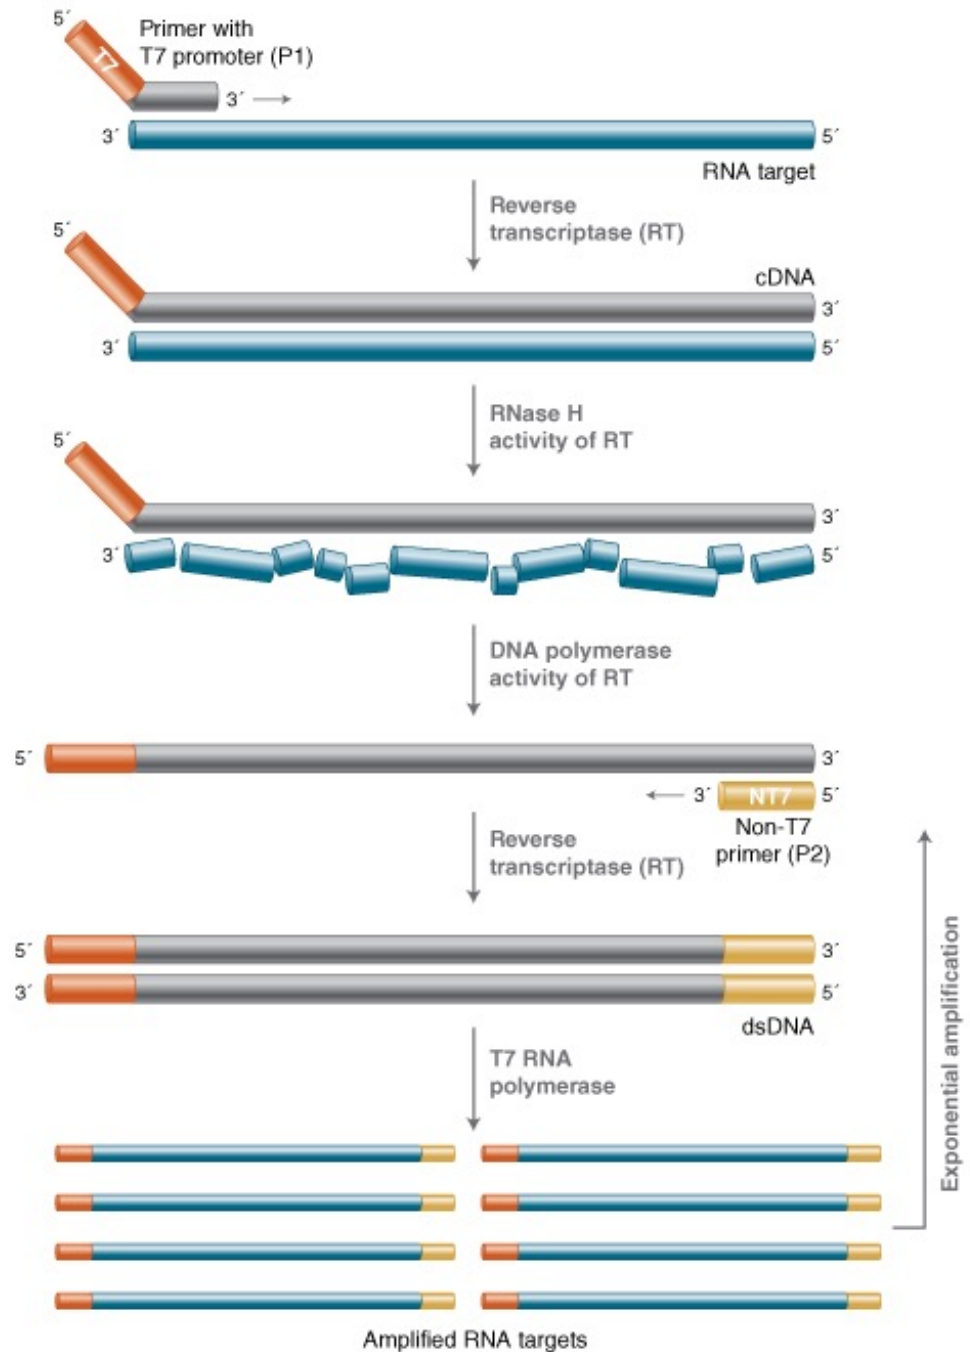 5´
Primer with
T7 promoter (P1)
T7
3´
3´
5´
RNA target
Reverse
transcriptase (RT)
5´
cDNA
3´
3´
5´
RNase H
activity of RT
5´
3´
3´
5´
DNA polymerase
activity of RT
5´
3´
3´
NT7
5´
Non-T7
primer (P2)
Reverse
transcriptase (RT)
5´
3´
3´
5´
dsDNA
T7 RNA
polymerase
Exponential amplification
Amplified RNA targets